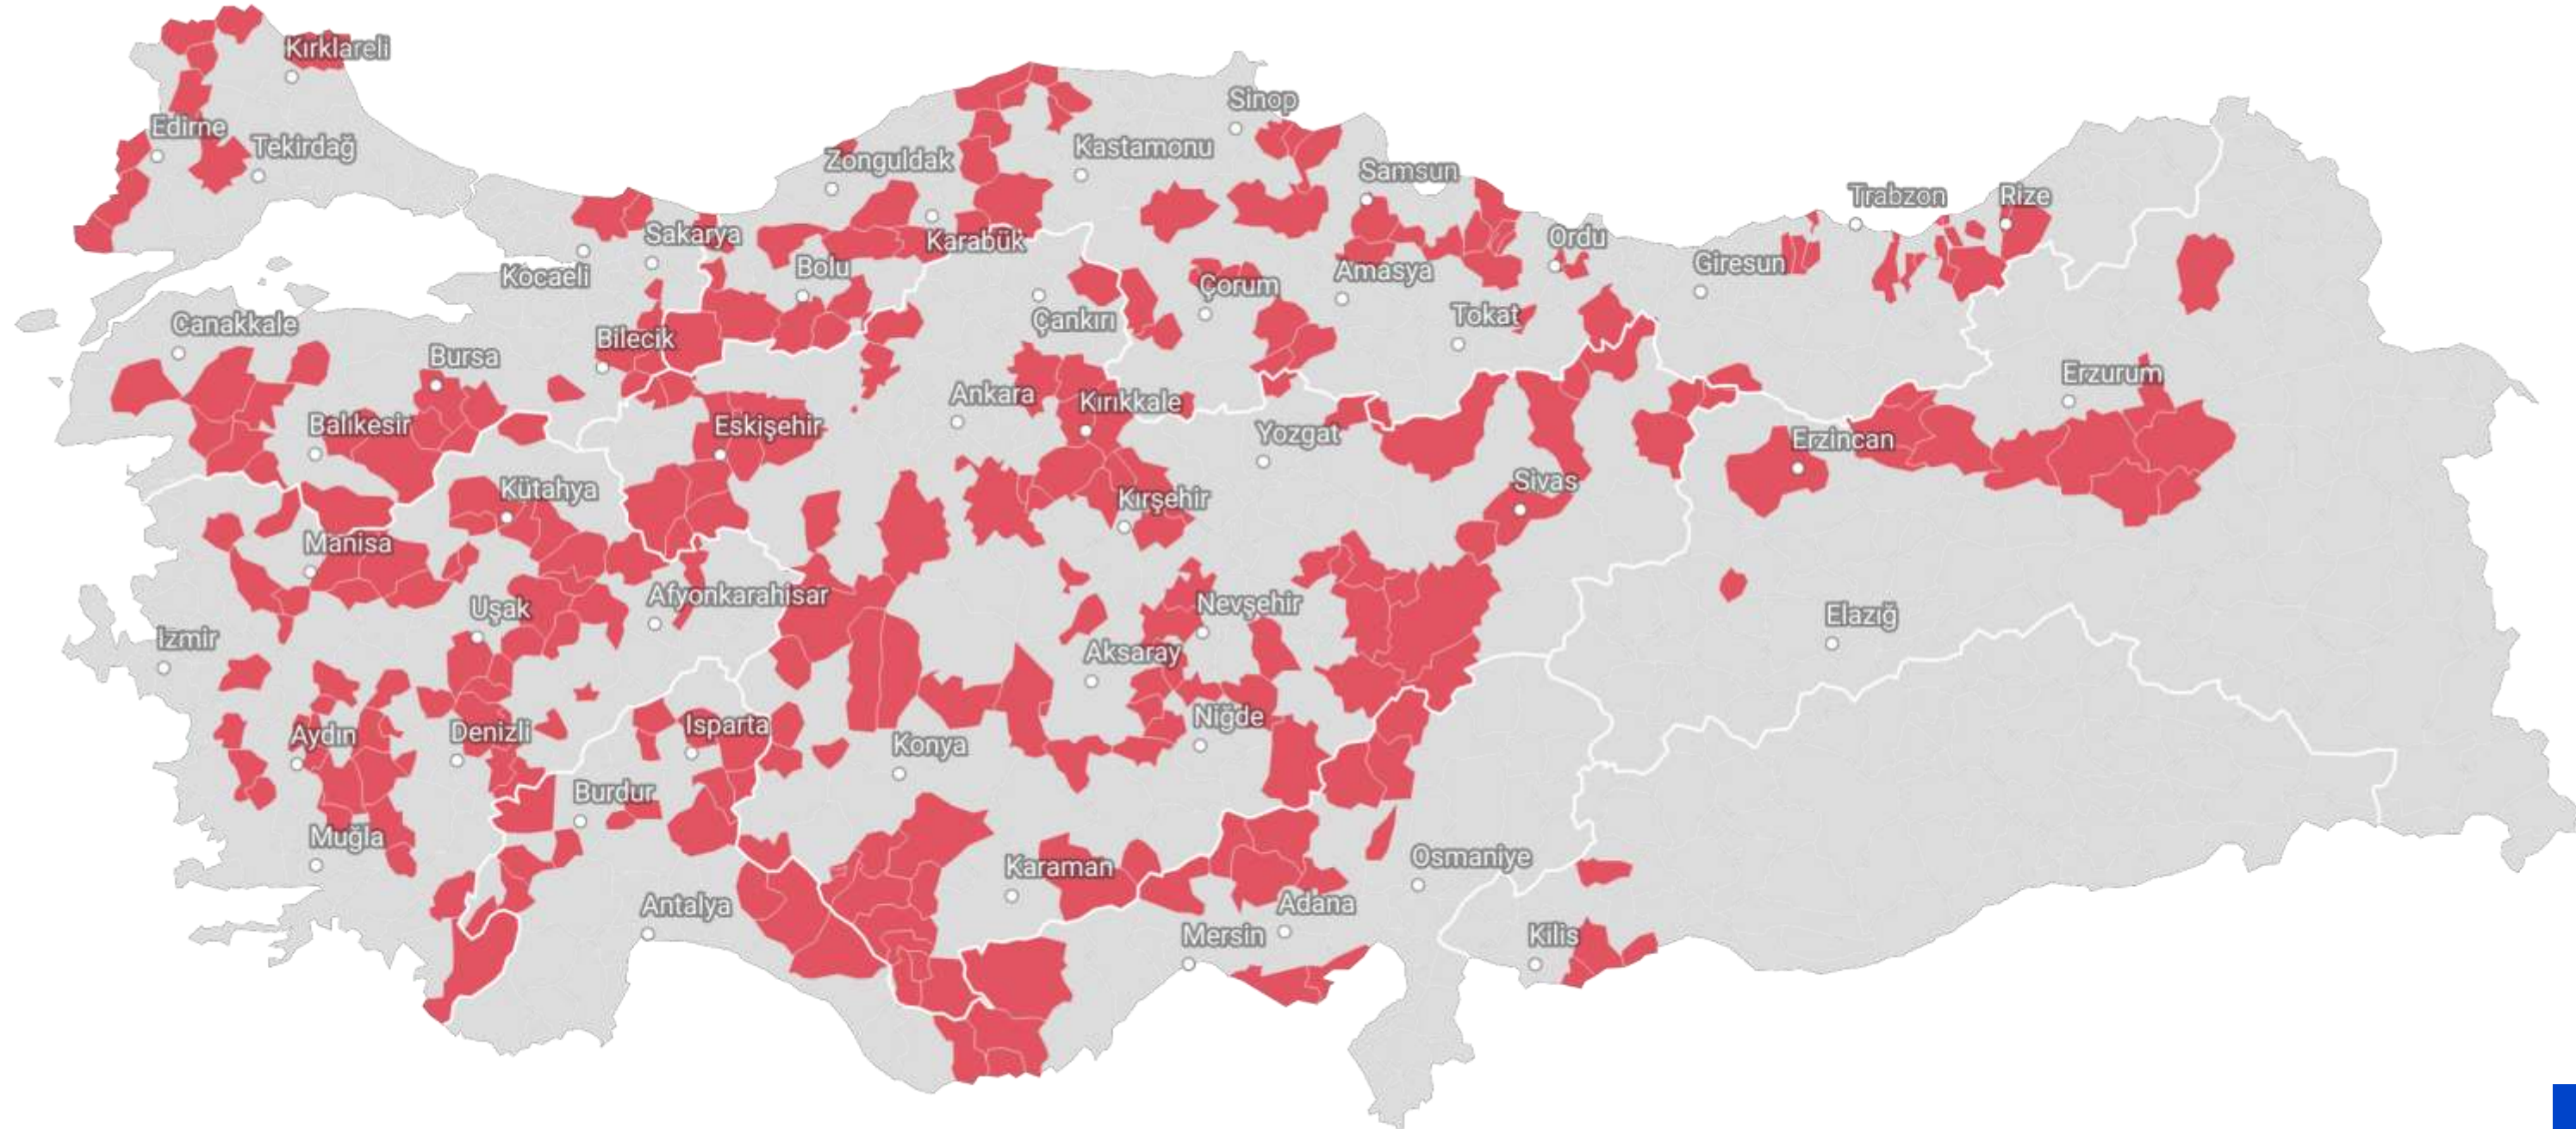 Kırklareli
Sinop
Edirne
Tekirdağ
Zonguldak
Kastamonu
Samsun
Trabzon
Rize
Sakarya
Karabük
Ordu
Kocaeli
Bolu
Çorum
Amasya
Giresun
Çanakkale
Bilecik
Çankırı
Tokat
Bursa
Erzurum
Ankara
Kırıkkale
Balıkesir
Eskişehir
Yozgat
Erzincan
Kütahya
Kırşehir
Sivas
Manisa
Afyonkarahisar
Nevşehir
Uşak
Elazığ
Izmir
Aksaray
Aydın
Denizli
Isparta
Niğde
Konya
Burdur
Muğla
Karaman
Osmaniye
Antalya
Adana
Mersin
Kilis